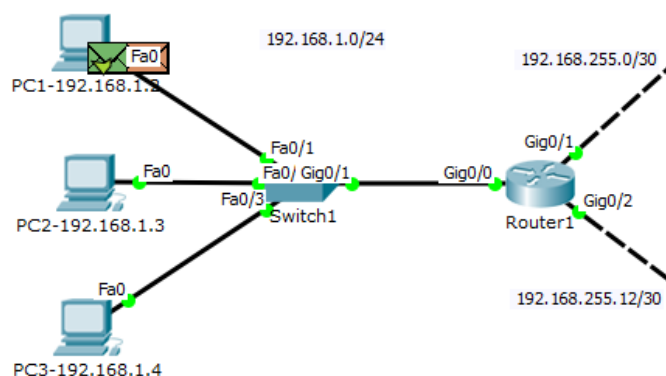 192.168.1.0/24
192.168.255.0/30
Fa0
PC1-192.168.1.2
Fa0/1
Gig0/1
Fa0
Fa0/
Gig0/1
Gig0/0
Fa0/3
Gig0/2
PC2-192.168.1.3
Switch1
Router1
Fa0
192.168.255.12/30
PC3-192.168.1.4